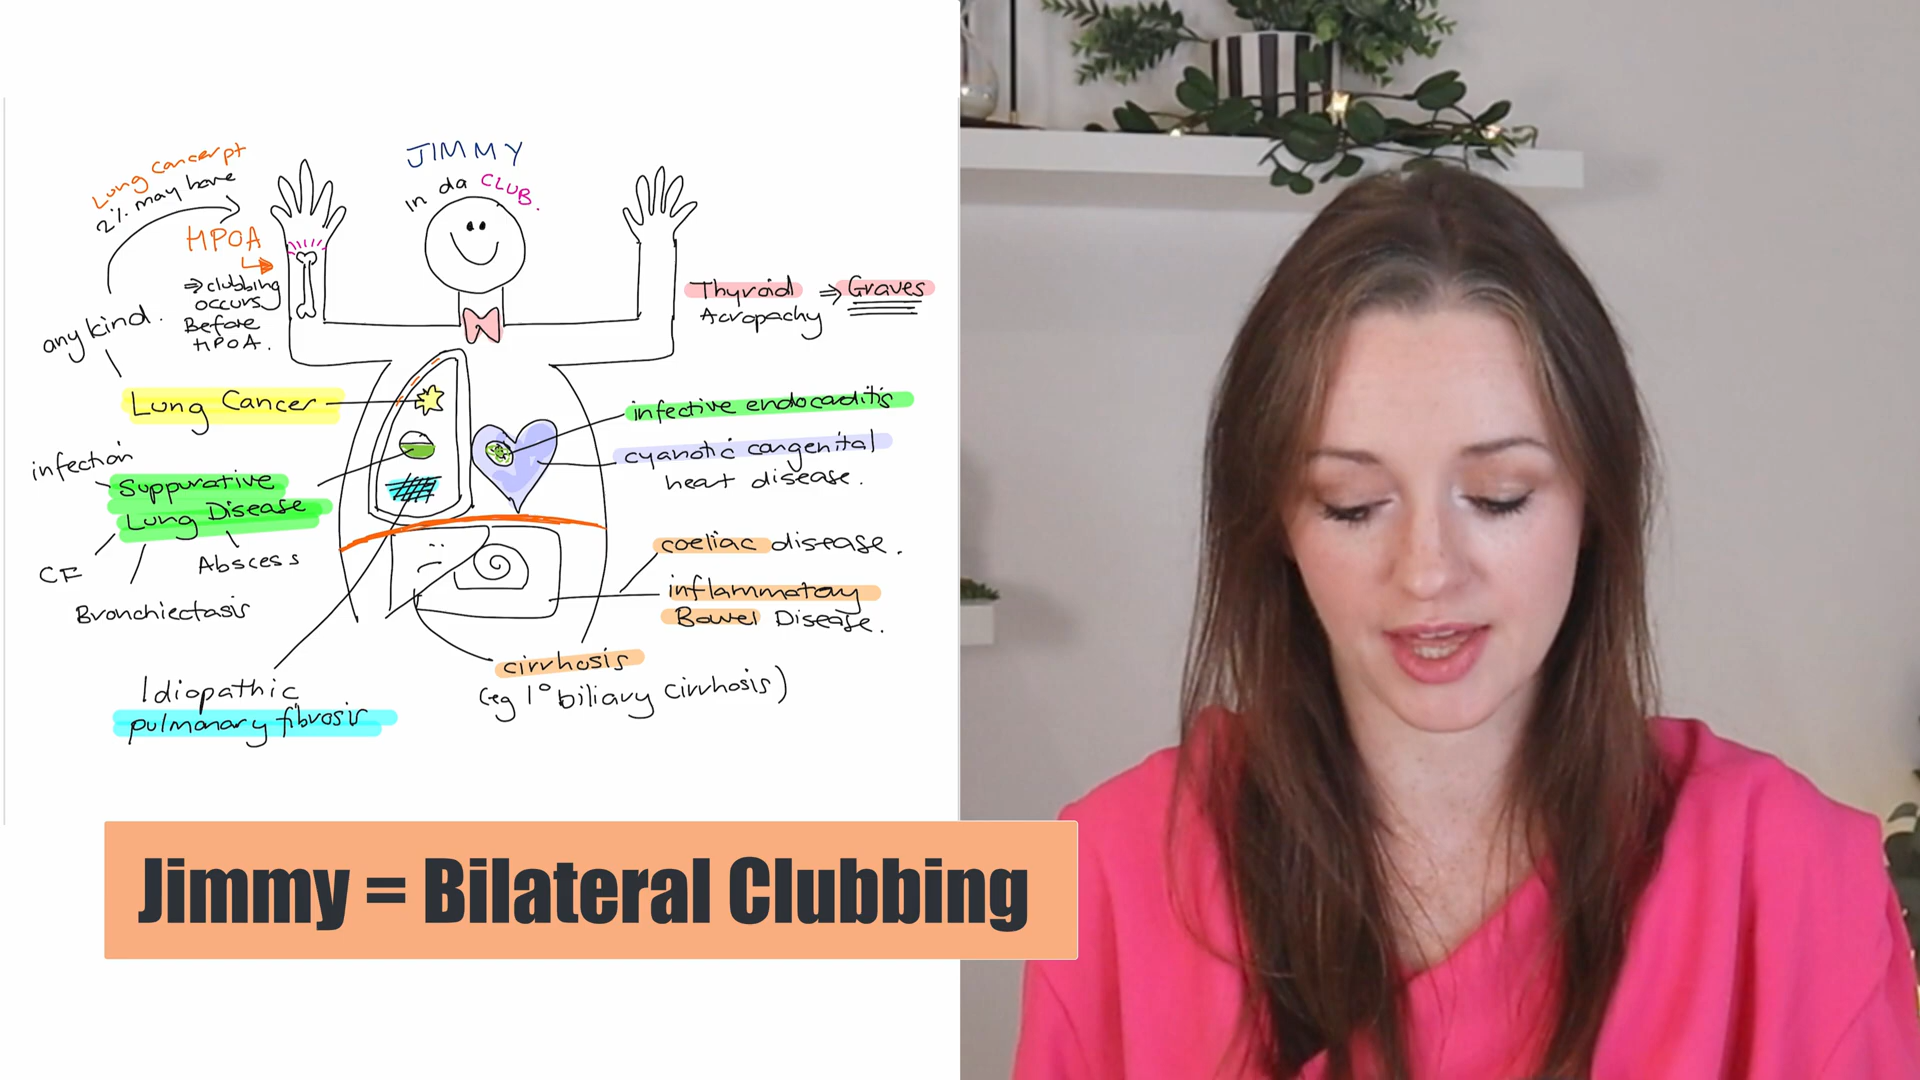 JIMMY
in da CLUB.
Lung cancer pt
2% may have
HPOA
⇒ clubbing
occurs
Before
HPOA.
any kind.
Lung Cancer
infection
Suppurative
Lung Disease
CF
Abscess
Bronchiectasis
Idiopathic
pulmonary fibrosis
Thyroid ⇒ Graves
Acropachy
infective endocarditis
cyanotic congenital
heart disease.
coeliac disease.
inflammatory
Bowel Disease.
cirrhosis
(eg 1° biliary cirrhosis)
Jimmy = Bilateral Clubbing